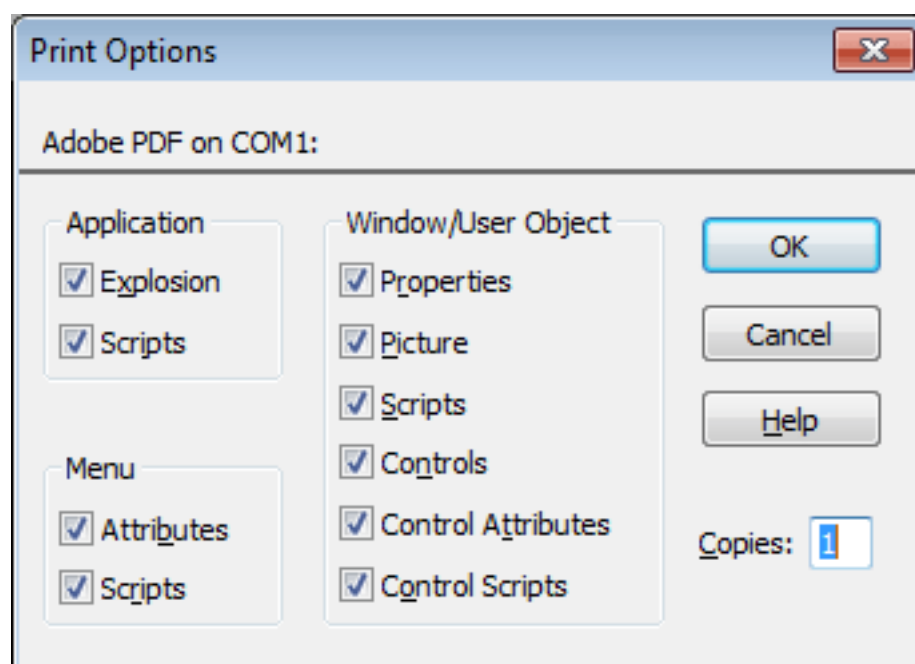 Print Options
Adobe PDF on COM1:
Application
Explosion
Scripts
Menu
Attributes
Scripts
Window/User Object
Properties
Picture
Scripts
Controls
Control Attributes
Control Scripts
OK
Cancel
Help
Copies: 1